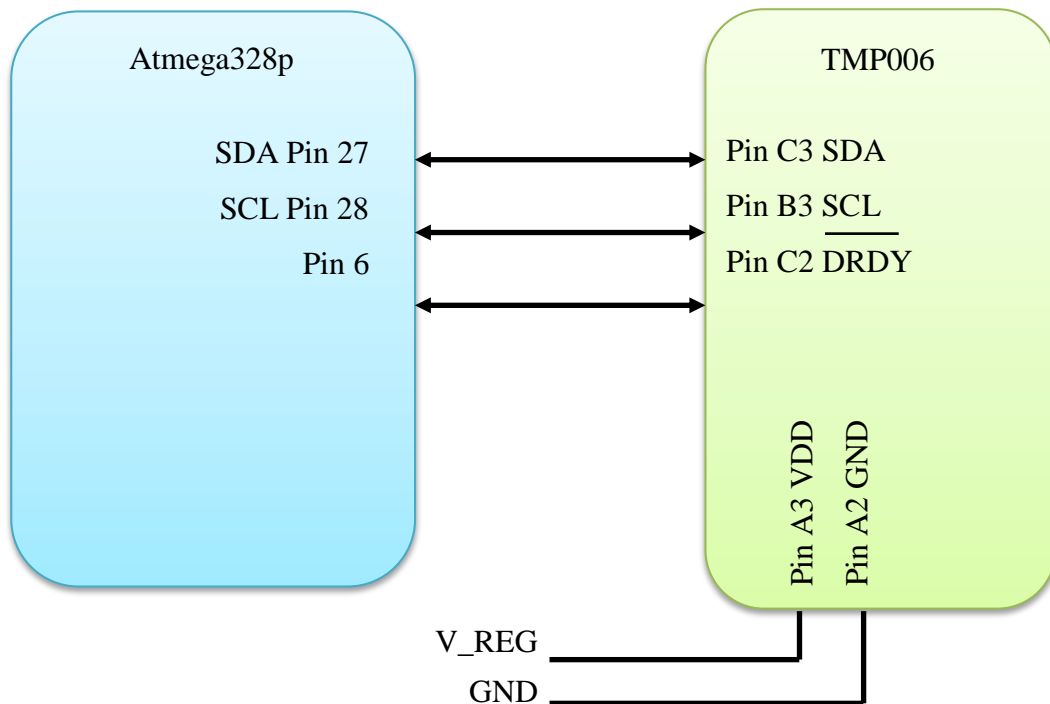 Atmega328p
TMP006
SDA Pin 27
Pin C3 SDA
SCL Pin 28
Pin B3 SCL
Pin 6
Pin C2 D̅R̅D̅Y̅
Pin A3 VDD
Pin A2 GND
V_REG
GND